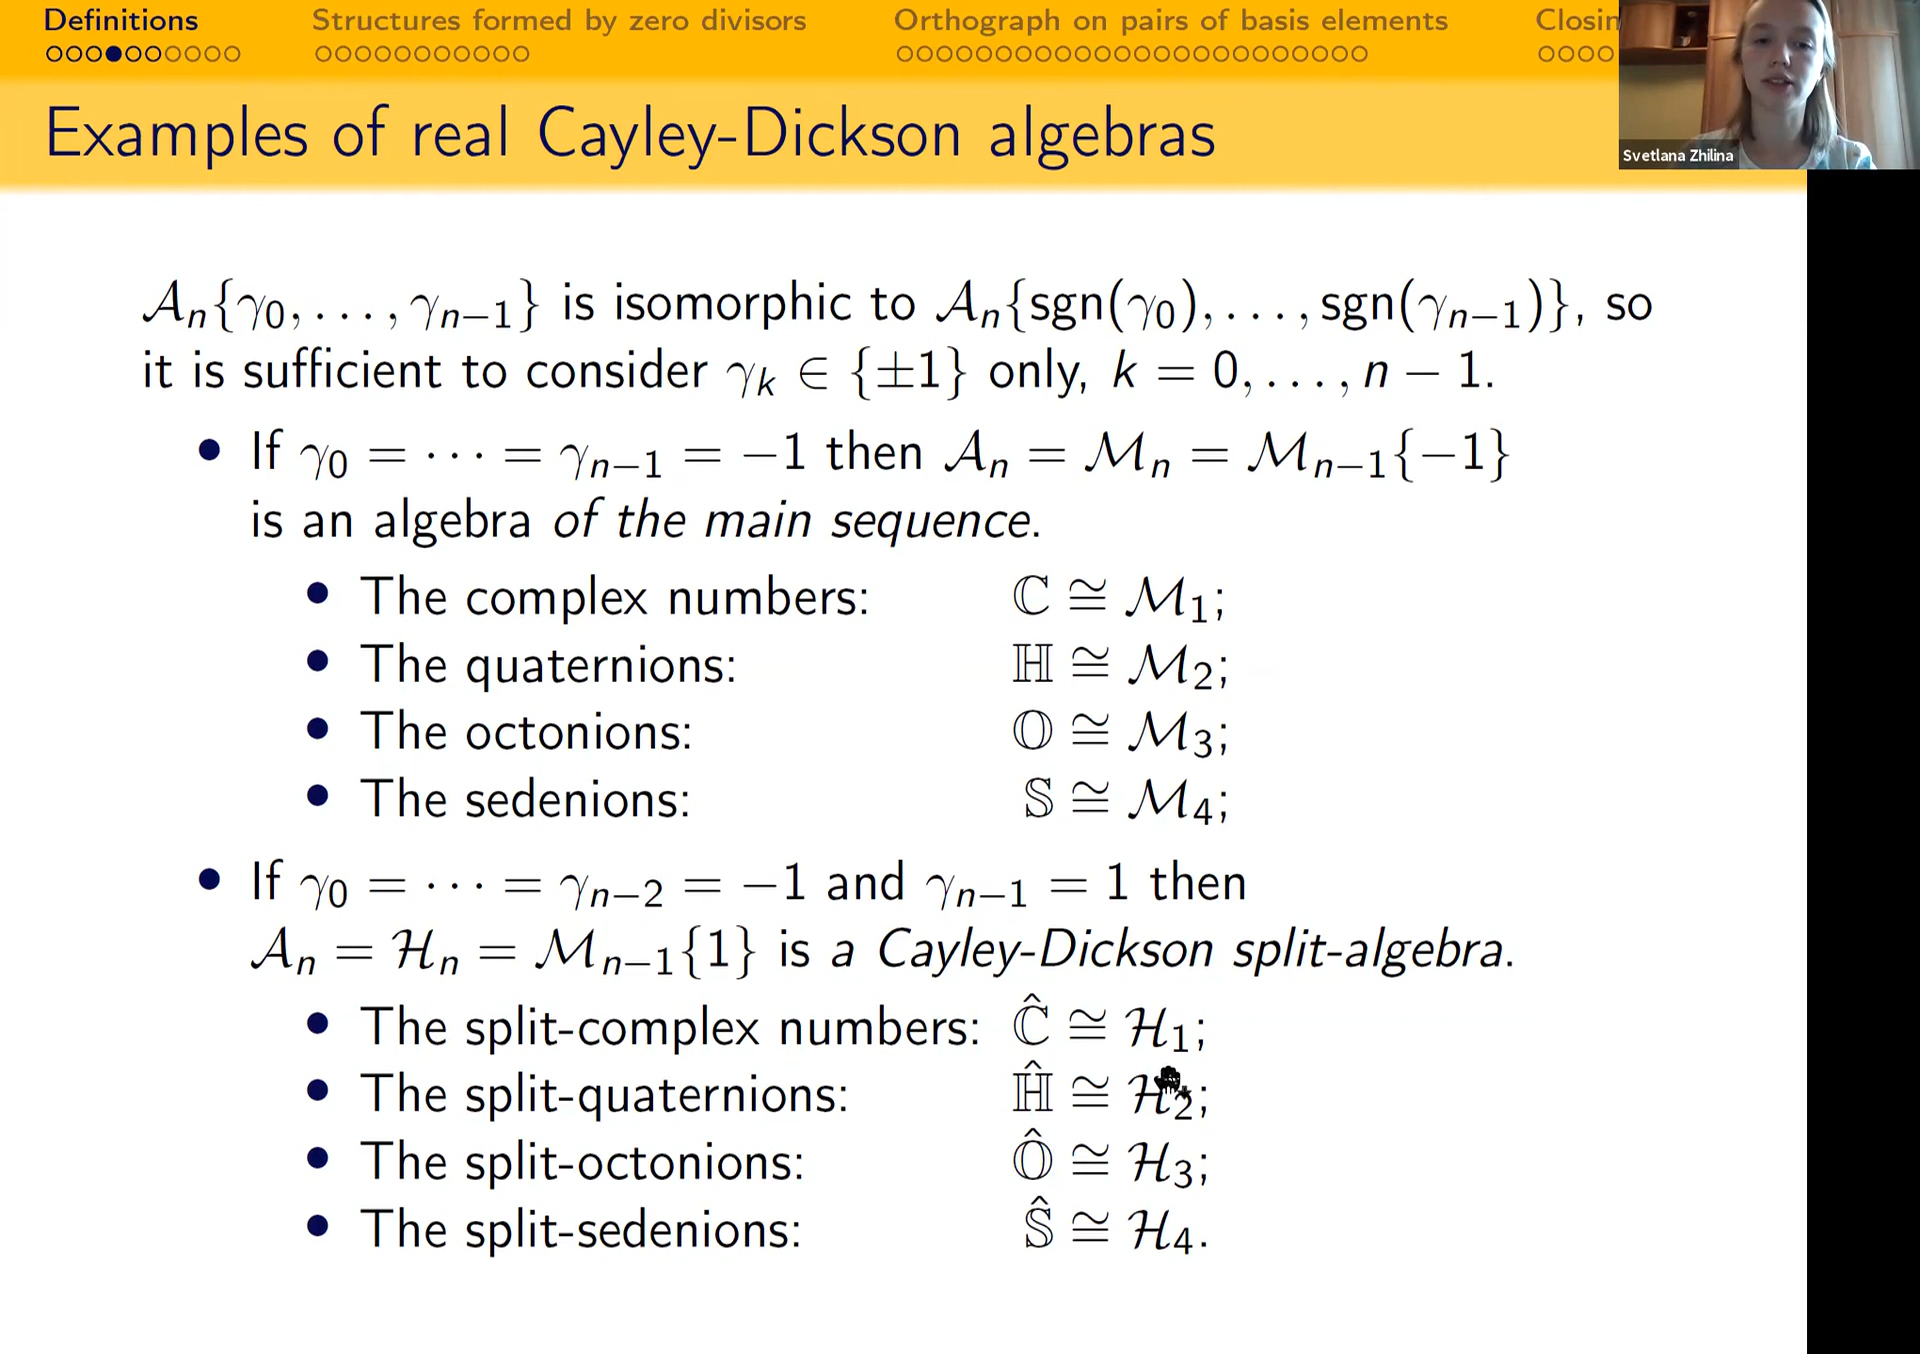 Definitions Structures formed by zero divisors Orthograph on pairs of basis elements
Svetlana Zhilina
Examples of real Cayley-Dickson algebras
𝒜ₙ{γ₀, . . . , γₙ₋₁} is isomorphic to 𝒜ₙ{sgn(γ₀), . . . , sgn(γₙ₋₁)}, so
it is sufficient to consider γₖ ∈ {±1} only, k = 0, . . . , n − 1.
• If γ₀ = ··· = γₙ₋₁ = −1 then 𝒜ₙ = ℳₙ = ℳₙ₋₁{−1}
is an algebra of the main sequence.
• The complex numbers: ℂ ≅ ℳ₁;
• The quaternions: ℍ ≅ ℳ₂;
• The octonions: 𝕆 ≅ ℳ₃;
• The sedenions: 𝕊 ≅ ℳ₄;
• If γ₀ = ··· = γₙ₋₂ = −1 and γₙ₋₁ = 1 then
𝒜ₙ = ℋₙ = ℳₙ₋₁{1} is a Cayley-Dickson split-algebra.
• The split-complex numbers: ℂ̂ ≅ ℋ₁;
• The split-quaternions: ℍ̂ ≅ ℋ₂;
• The split-octonions: 𝕆̂ ≅ ℋ₃;
• The split-sedenions: 𝕊̂ ≅ ℋ₄.